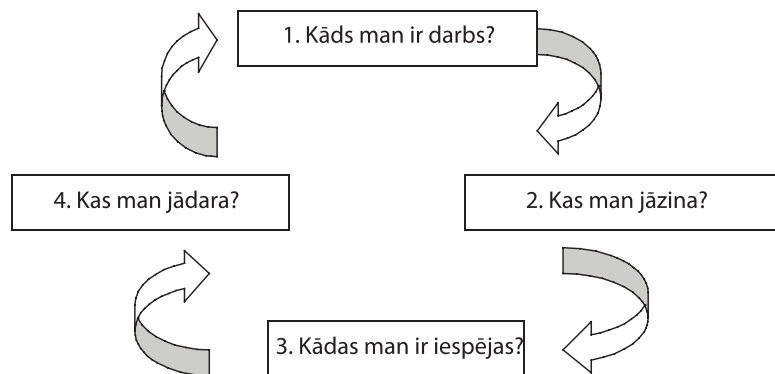 1. Kāds man ir darbs?
2. Kas man jāzina?
3. Kādas man ir iespējas?
4. Kas man jādara?